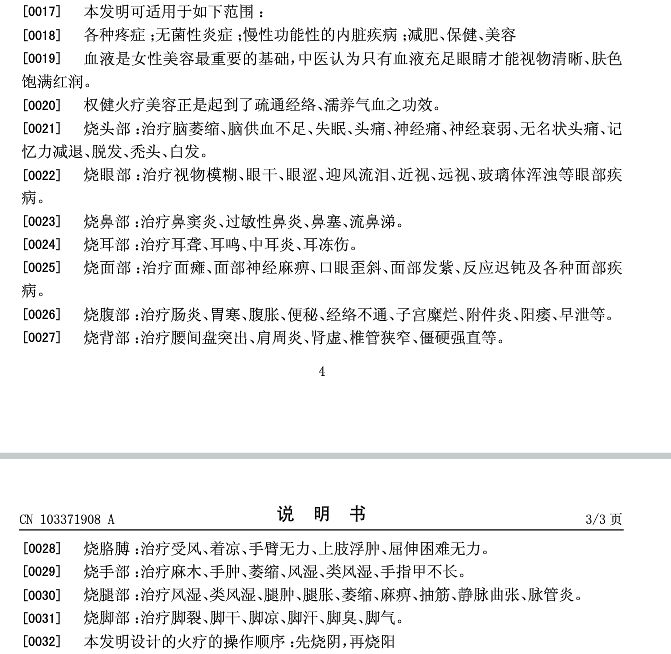 [0017] 本发明可适用于如下范围：
[0018] 各种疼症；无菌性炎症；慢性功能性的内脏疾病；减肥、保健、美容
[0019] 血液是女性美容最重要的基础，中医认为只有血液充足眼睛才能视物清晰、肤色
饱满红润。
[0020] 权健火疗美容正是起到了疏通经络、濡养气血之功效。
[0021] 烧头部：治疗脑萎缩、脑供血不足、失眠、头痛、神经痛、神经衰弱、无名状头痛、记
忆力减退、脱发、秃头、白发。
[0022] 烧眼部：治疗视物模糊、眼干、眼涩、迎风流泪、近视、远视、玻璃体浑浊等眼部疾
病。
[0023] 烧鼻部：治疗鼻窦炎、过敏性鼻炎、鼻塞、流鼻涕。
[0024] 烧耳部：治疗耳聋、耳鸣、中耳炎、耳冻伤。
[0025] 烧面部：治疗面瘫、面部神经麻痹、口眼歪斜、面部发紫、反应迟钝及各种面部疾
病。
[0026] 烧腹部：治疗肠炎、胃寒、腹胀、便秘、经络不通、子宫糜烂、附件炎、阳痿、早泄等。
[0027] 烧背部：治疗腰间盘突出、肩周炎、肾虚、椎管狭窄、僵硬强直等。
4
CN 103371908 A 说 明 书 3/3 页
[0028] 烧胳膊：治疗受风、着凉、手臂无力、上肢浮肿、屈伸困难无力。
[0029] 烧手部：治疗麻木、手肿、萎缩、风湿、类风湿、手指甲不长。
[0030] 烧腿部：治疗风湿、类风湿、腿肿、腿胀、萎缩、麻痹、抽筋、静脉曲张、脉管炎。
[0031] 烧脚部：治疗脚裂、脚干、脚凉、脚汗、脚臭、脚气。
[0032] 本发明设计的火疗的操作顺序：先烧阴，再烧阳